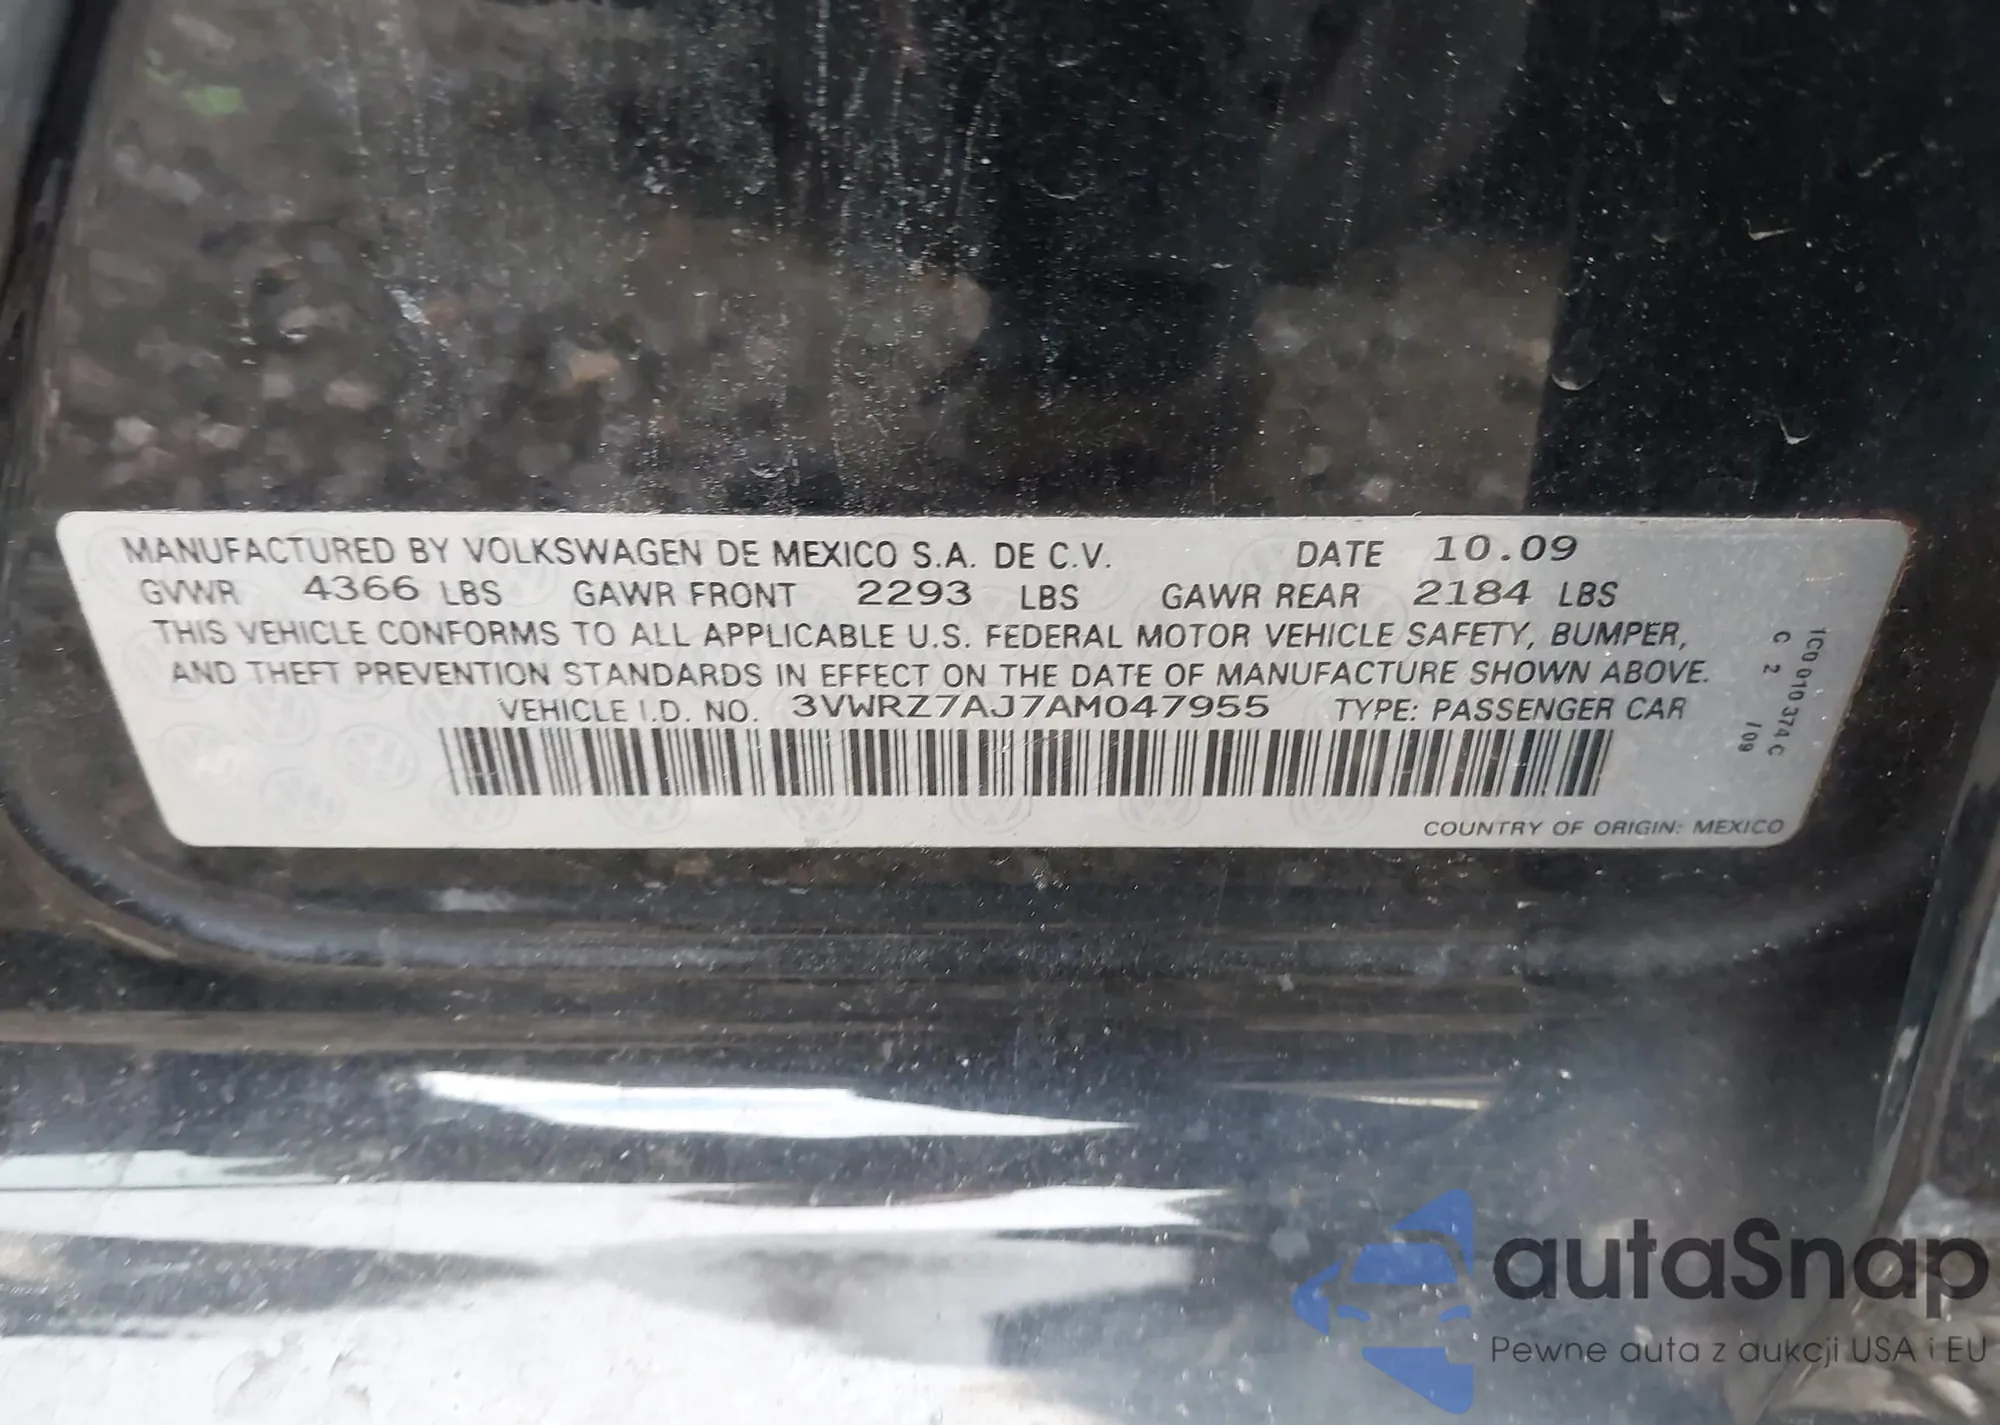 MANUFACTURED BY VOLKSWAGEN DE MEXICO S.A. DE C.V. DATE 10.09
GVWR 4366 LBS GAWR FRONT 2293 LBS GAWR REAR 2184 LBS
THIS VEHICLE CONFORMS TO ALL APPLICABLE U.S. FEDERAL MOTOR VEHICLE SAFETY, BUMPER,
AND THEFT PREVENTION STANDARDS IN EFFECT ON THE DATE OF MANUFACTURE SHOWN ABOVE.
VEHICLE I.D. NO. 3VWRZ7AJ7AM047955 TYPE: PASSENGER CAR
COUNTRY OF ORIGIN: MEXICO
1C0 010 374 C
C 2 /09
autaSnap
Pewne auta z aukcji USA i EU